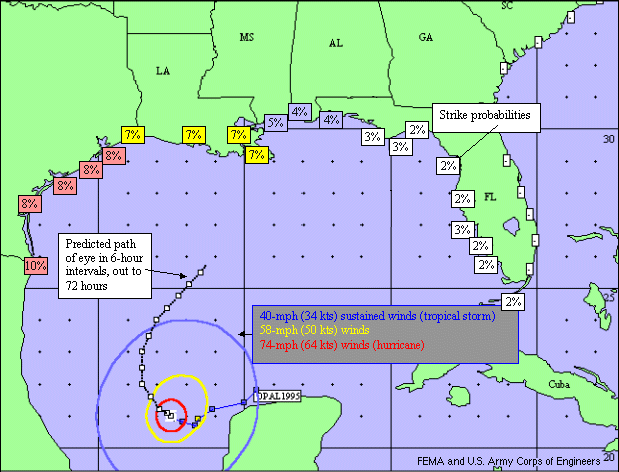 SC
MS
AL
GA
LA
Strike probabilities
4%
5%
4%
7%
7%
7%
7%
3%
3%
2%
30
8%
8%
8%
8%
2%
2%
FL
3%
2%
2%
10%
Predicted path
of eye in 6-hour
intervals, out to
72 hours
2%
25
40-mph (34 kts) sustained winds (tropical storm)
58-mph (50 kts) winds
74-mph (64 kts) winds (hurricane)
OPAL1995
Cuba
FEMA and U.S. Army Corps of Engineers
20